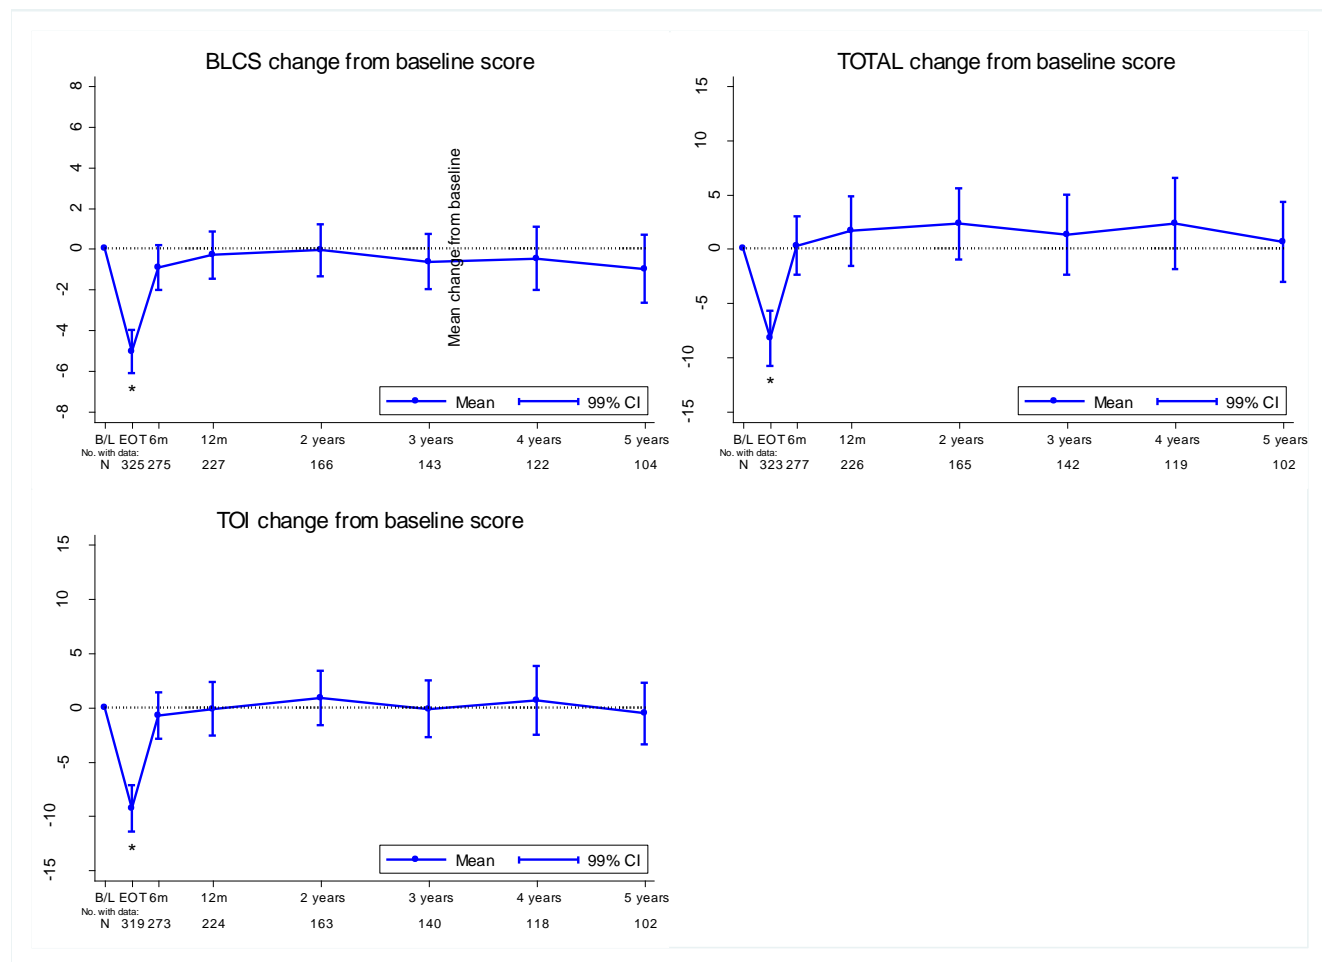 BLCS change from baseline score
8
6
4
2
0
-2
-4
-6
-8
Mean change from baseline
*
Mean 99% CI
B/L EOT 6m 12m 2 years 3 years 4 years 5 years
No. with data:
N 325 275 227 166 143 122 104
TOTAL change from baseline score
15
10
5
0
-5
-10
-15
*
Mean 99% CI
B/L EOT 6m 12m 2 years 3 years 4 years 5 years
No. with data:
N 323 277 226 165 142 119 102
TOI change from baseline score
15
10
5
0
-5
-10
-15
*
Mean 99% CI
B/L EOT 6m 12m 2 years 3 years 4 years 5 years
No. with data:
N 319 273 224 163 140 118 102